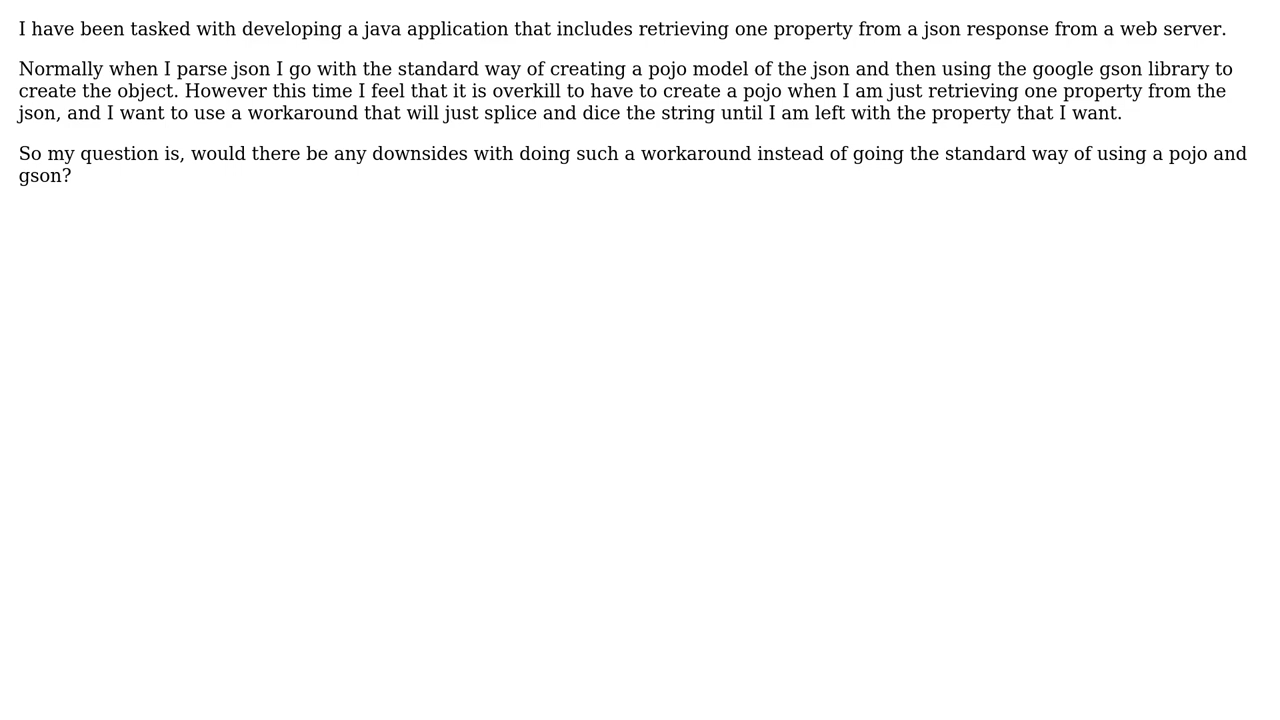 I have been tasked with developing a java application that includes retrieving one property from a json response from a web server.
Normally when I parse json I go with the standard way of creating a pojo model of the json and then using the google gson library to
create the object. However this time I feel that it is overkill to have to create a pojo when I am just retrieving one property from the
json, and I want to use a workaround that will just splice and dice the string until I am left with the property that I want.
So my question is, would there be any downsides with doing such a workaround instead of going the standard way of using a pojo and
gson?